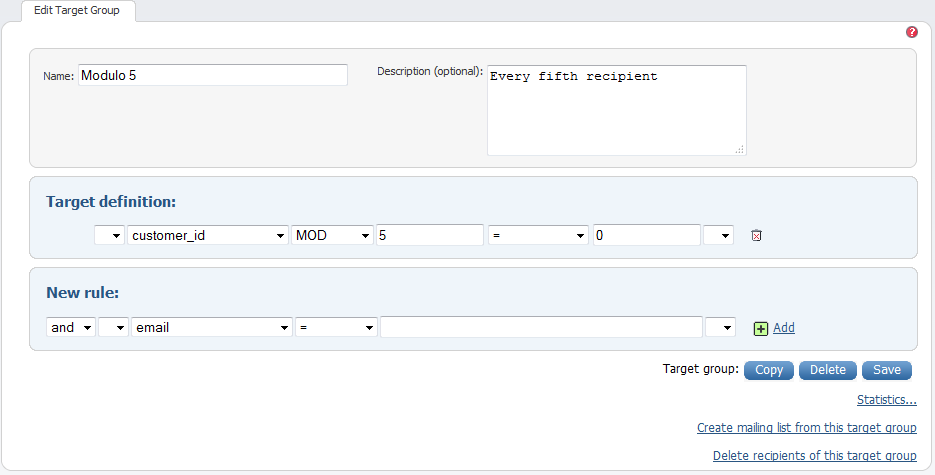 Edit Target Group
?
Name: Modulo 5 Description (optional): Every fifth recipient
Target definition:
customer_id MOD 5 = 0
New rule:
and email = Add
Target group: Copy Delete Save
Statistics...
Create mailing list from this target group
Delete recipients of this target group